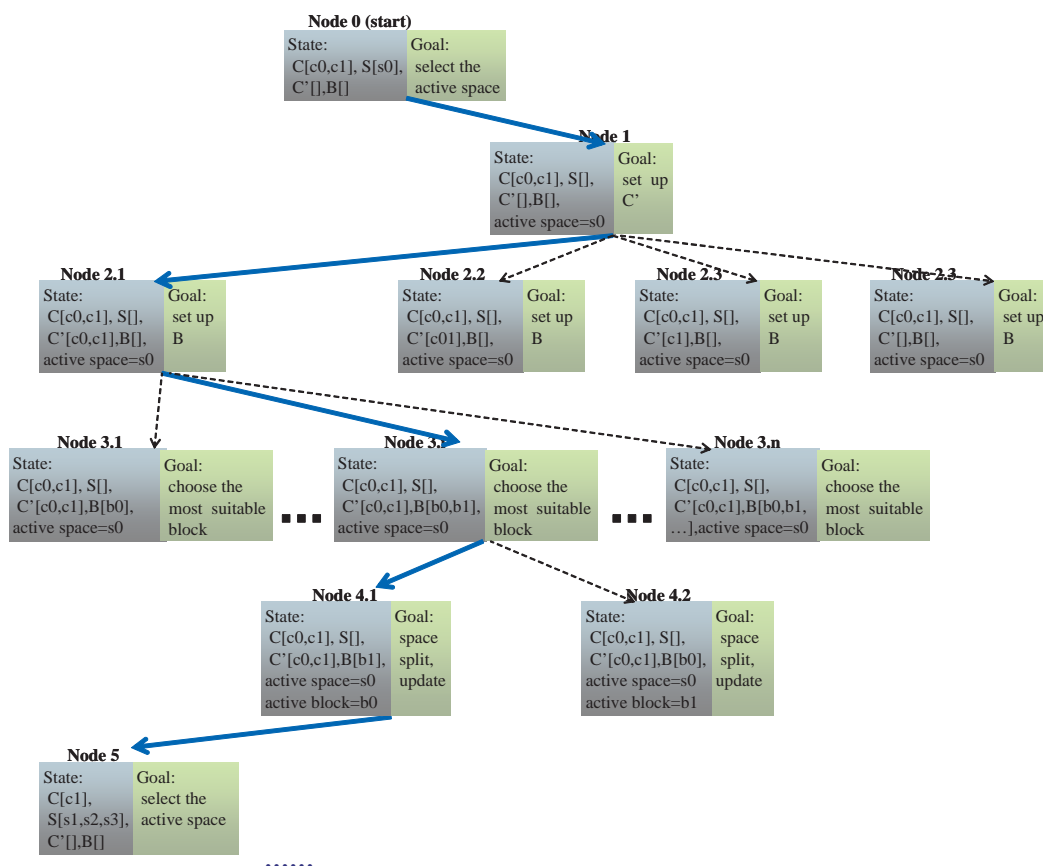 Node 0 (start)
State:
C[c0,c1], S[s0],
C’[],B[]
Goal:
select the
active space
Node 1
State:
C[c0,c1], S[],
C’[],B[],
active space=s0
Goal:
set up
C’
Node 2.1
State:
C[c0,c1], S[],
C’[c0,c1],B[],
active space=s0
Goal:
set up
B
Node 2.2
State:
C[c0,c1], S[],
C’[c01],B[],
active space=s0
Goal:
set up
B
Node 2.3
State:
C[c0,c1], S[],
C’[c1],B[],
active space=s0
Goal:
set up
B
Node 2.3
State:
C[c0,c1], S[],
C’[],B[],
active space=s0
Goal:
set up
B
Node 3.1
State:
C[c0,c1], S[],
C’[c0,c1],B[b0],
active space=s0
Goal:
choose the
most suitable
block
Node
State:
C[c0,c1], S[],
C’[c0,c1],B[b0,b1],
active space=s0
Goal:
choose the
most suitable
block
Node 3.n
State:
C[c0,c1], S[],
C’[c0,c1],B[b0,b1,
…],active space=s0
Goal:
choose the
most suitable
block
Node 4.1
State:
C[c0,c1], S[],
C’[c0,c1],B[b1],
active space=s0
active block=b0
Goal:
space
split,
update
Node 4.2
State:
C[c0,c1], S[],
C’[c0,c1],B[b0],
active space=s0
active block=b1
Goal:
space
split,
update
Node 5
State:
C[c1],
S[s1,s2,s3],
C’[],B[]
Goal:
select the
active space
……